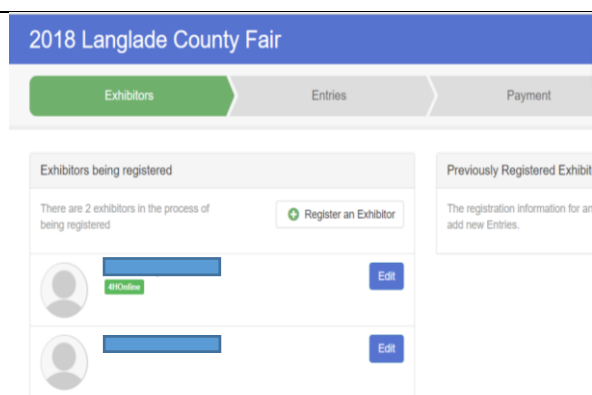 2018 Langlade County Fair
Exhibitors
Entries
Payment
Exhibitors being registered
There are 2 exhibitors in the process of
being registered
Register an Exhibitor
4HOnline
Edit
Edit
Previously Registered Exhibit
The registration information for an
add new Entries.